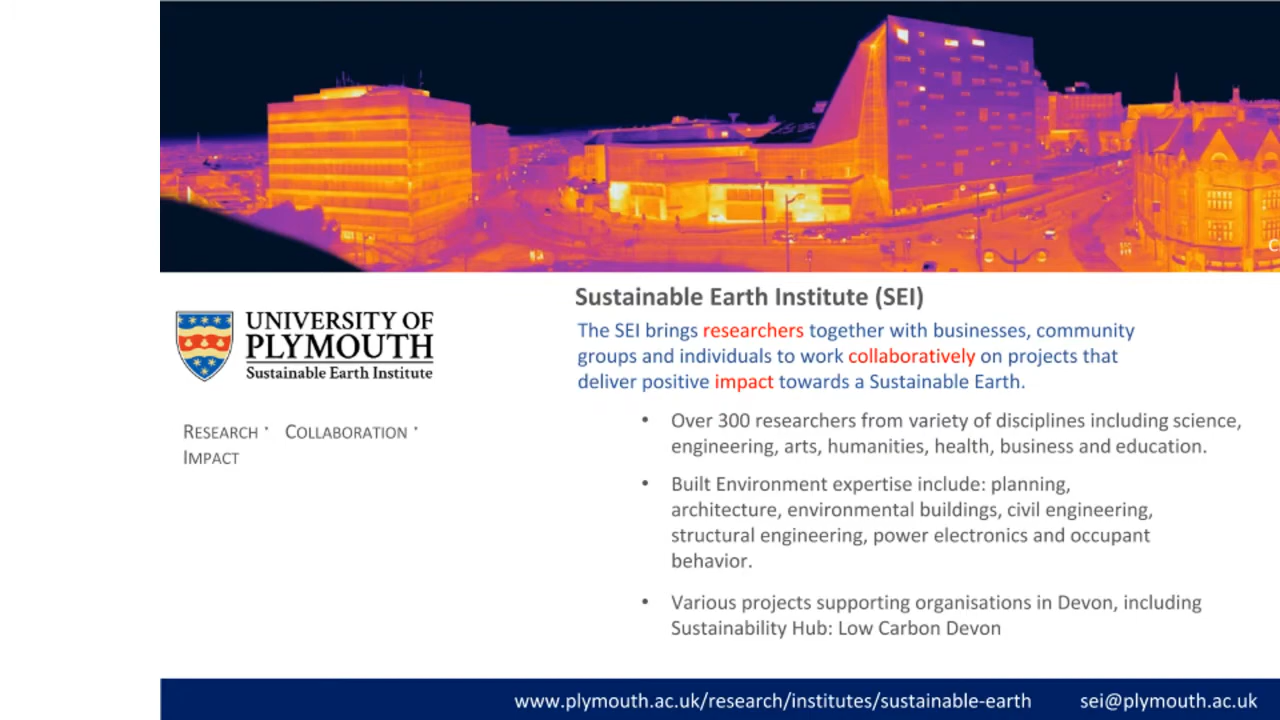 UNIVERSITY OF
PLYMOUTH
Sustainable Earth Institute
RESEARCH · COLLABORATION ·
IMPACT
Sustainable Earth Institute (SEI)
The SEI brings researchers together with businesses, community
groups and individuals to work collaboratively on projects that
deliver positive impact towards a Sustainable Earth.
• Over 300 researchers from variety of disciplines including science,
engineering, arts, humanities, health, business and education.
• Built Environment expertise include: planning,
architecture, environmental buildings, civil engineering,
structural engineering, power electronics and occupant
behavior.
• Various projects supporting organisations in Devon, including
Sustainability Hub: Low Carbon Devon
www.plymouth.ac.uk/research/institutes/sustainable-earth sei@plymouth.ac.uk